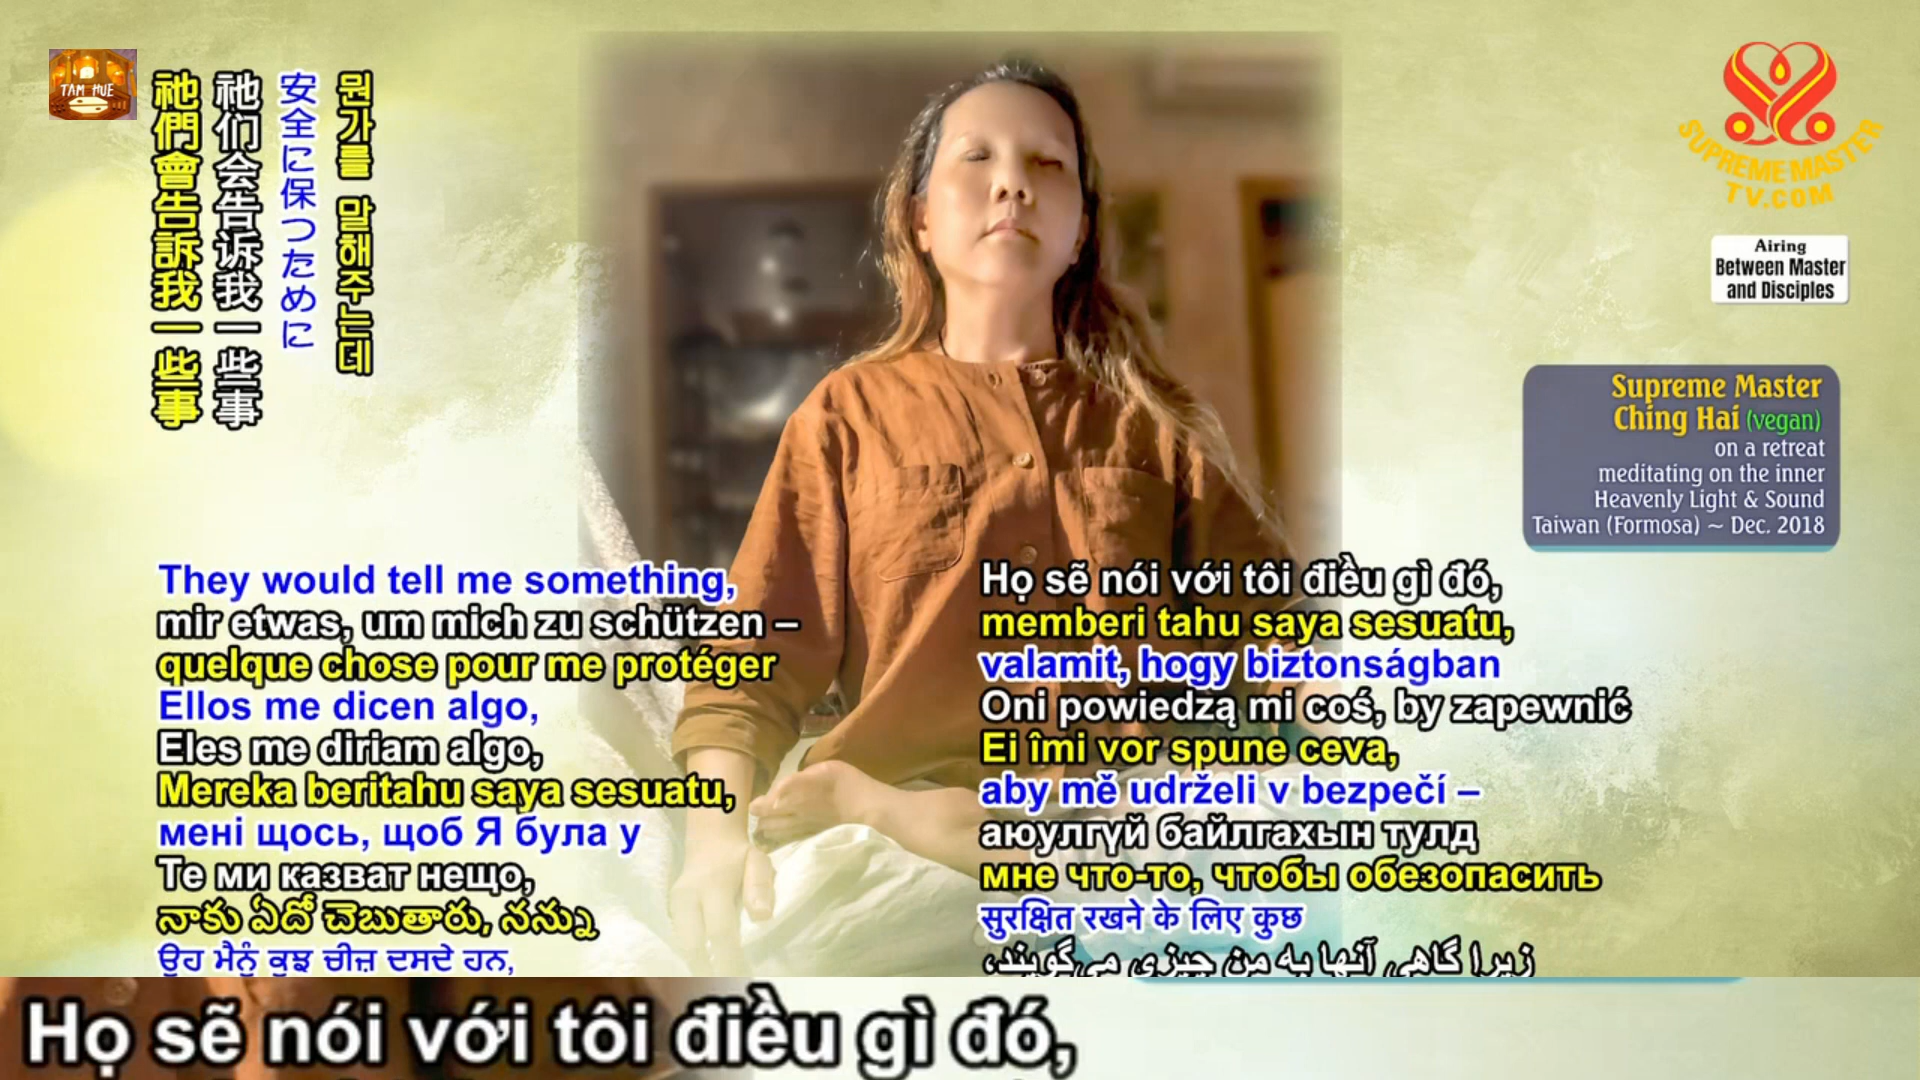 TAM HUE
祂們會告訴我一些事
祂们会告诉我一些事
安全に保つために
뭔가를 말해주는데
SUPREME MASTER
TV.COM
Airing
Between Master
and Disciples
Supreme Master
Ching Hai (vegan)
on a retreat
meditating on the inner
Heavenly Light & Sound
Taiwan (Formosa) ~ Dec. 2018
They would tell me something,
mir etwas, um mich zu schützen –
quelque chose pour me protéger
Ellos me dicen algo,
Eles me diriam algo,
Mereka beritahu saya sesuatu,
мені щось, щоб Я була у
Те ми казват нещо,
నాకు ఏదో చెబుతారు, నన్ను
ਉਹ ਮੈਨੂੰ ਕੁਝ ਚੀਜ਼ ਦਸਦੇ ਹਨ,
Họ sẽ nói với tôi điều gì đó,
memberi tahu saya sesuatu,
valamit, hogy biztonságban
Oni powiedzą mi coś, by zapewnić
Ei îmi vor spune ceva,
aby mě udrželi v bezpečí –
аюулгүй байлгахын тулд
мне что-то, чтобы обезопасить
सुरक्षित रखने के लिए कुछ
زیرا گاهی آنها به من چیزی می‌گویند،
Họ sẽ nói với tôi điều gì đó,